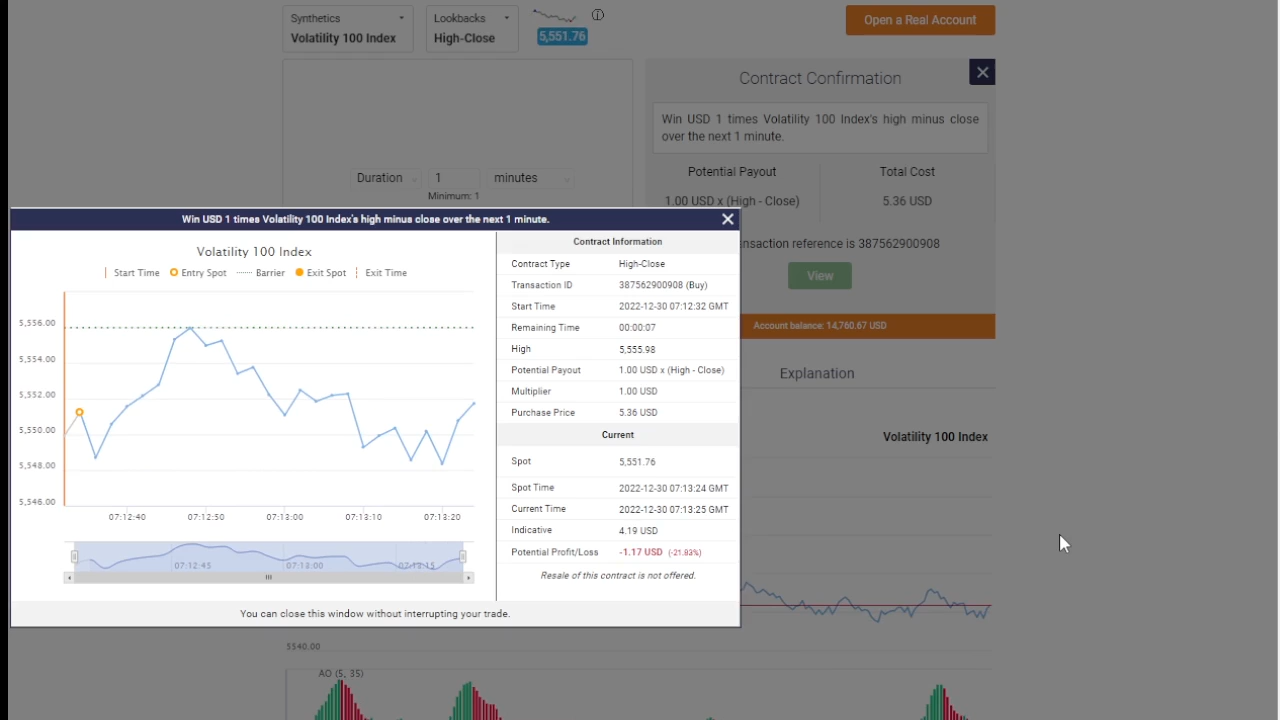 Synthetics
Volatility 100 Index
Lookbacks
High-Close
5,551.76
Open a Real Account
Contract Confirmation
Win USD 1 times Volatility 100 Index's high minus close
over the next 1 minute.
Potential Payout
Total Cost
1.00 USD x (High - Close)
5.36 USD
Duration
1
minutes
Minimum: 1
reference is 387562900908
View
Account balance: 14,760.67 USD
Explanation
Volatility 100 Index
Win USD 1 times Volatility 100 Index's high minus close over the next 1 minute.
Volatility 100 Index
Start Time
Entry Spot
Barrier
Exit Spot
Exit Time
5,556.00
5,554.00
5,552.00
5,550.00
5,548.00
5,546.00
07:12:40
07:12:50
07:13:00
07:13:10
07:13:20
07:12:45
07:13:00
07:13:15
Contract Information
Contract Type High-Close
Transaction ID 387562900908 (Buy)
Start Time 2022-12-30 07:12:32 GMT
Remaining Time 00:00:07
High 5,555.98
Potential Payout 1.00 USD x (High - Close)
Multiplier 1.00 USD
Purchase Price 5.36 USD
Current
Spot 5,551.76
Spot Time 2022-12-30 07:13:24 GMT
Current Time 2022-12-30 07:13:25 GMT
Indicative 4.19 USD
Potential Profit/Loss -1.17 USD (-21.83%)
Resale of this contract is not offered.
You can close this window without interrupting your trade.
5540.00
AO (5, 35)